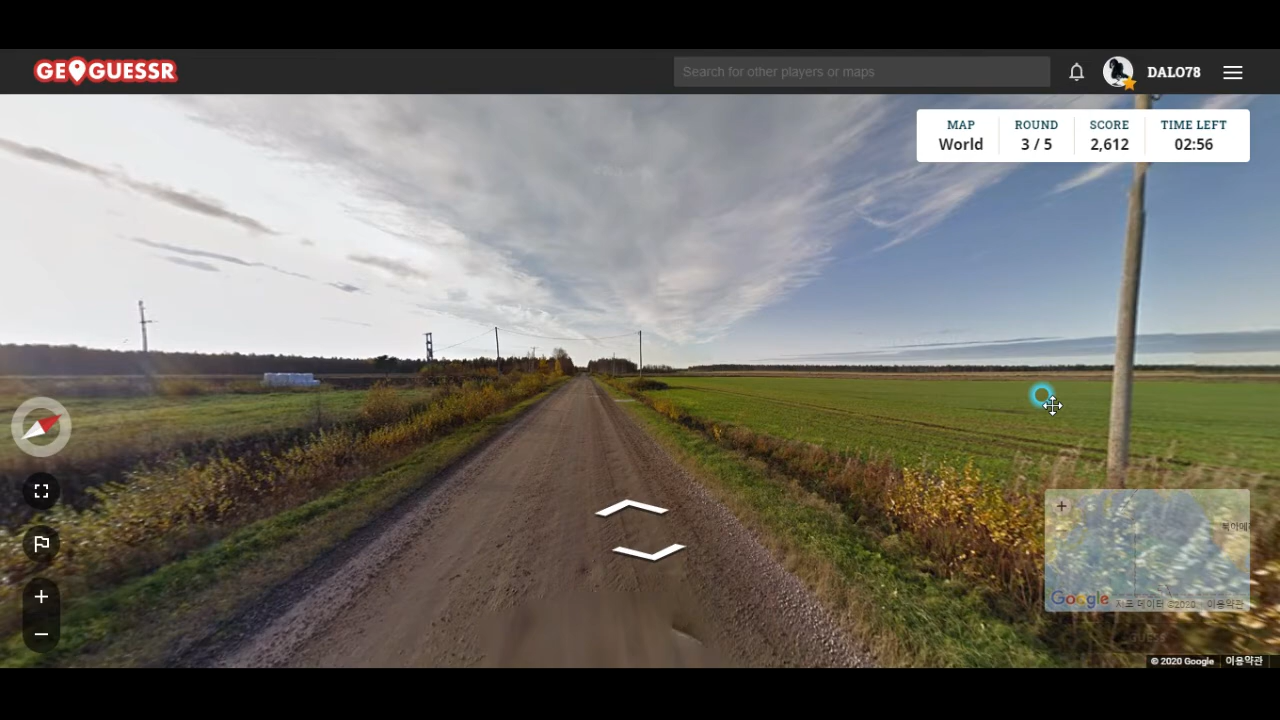 GEOGUESSR
Search for other players or maps
DALO78
MAP
World
ROUND
3 / 5
SCORE
2,612
TIME LEFT
02:56
Google
지도 데이터 ©2020
이용약관
GUESS
© 2020 Google
이용약관